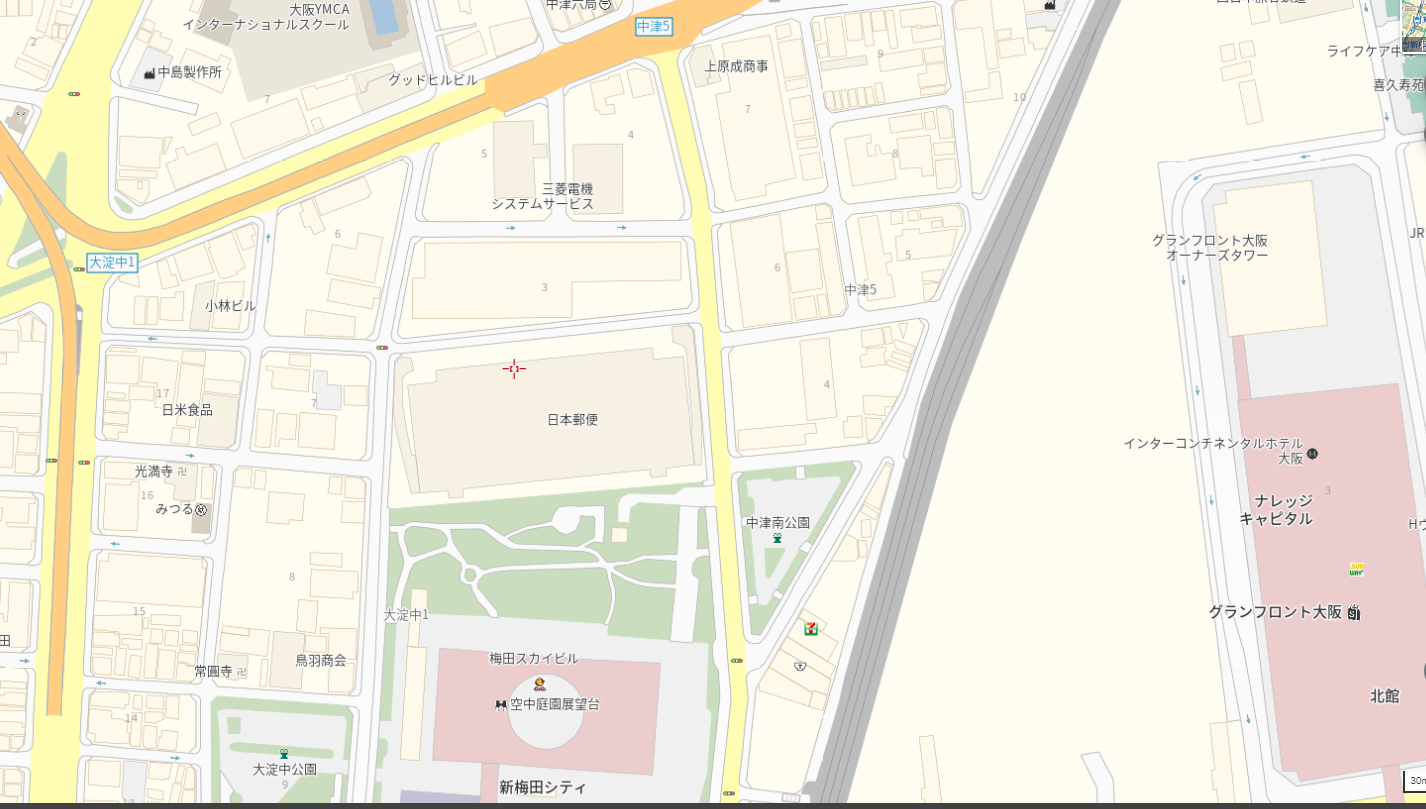 中津六局
大阪YMCA
インターナショナルスクール
中津5
ライフケア中
2
中島製作所
グッドヒルビル
上原成商事
9
喜久寿苑
7
7
10
4
5
8
三菱電機
システムサービス
6
JR
グランフロント大阪
オーナーズタワー
大淀中1
6
5
3
中津5
小林ビル
17
日米食品
7
日本郵便
4
インターコンチネンタルホテル
大阪
光満寺
16
みつる
3
ナレッジ
キャピタル
中津南公園
8
15
大淀中1
グランフロント大阪
田
梅田スカイビル
鳥羽商会
常圓寺
空中庭園展望台
北館
14
大淀中公園
9
新梅田シティ
30m